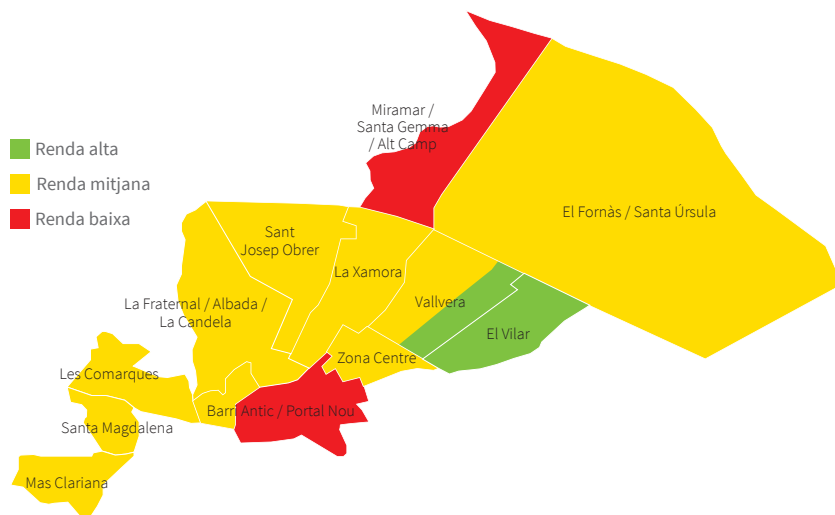 Miramar /
Santa Gemma
/ Alt Camp
Renda alta
Renda mitjana
Renda baixa
El Fornàs / Santa Úrsula
Sant
Josep Obrer
La Xamora
La Fraternal / Albada /
La Candela
Vallvera
El Vilar
Zona Centre
Les Comarques
Barri Antic / Portal Nou
Santa Magdalena
Mas Clariana